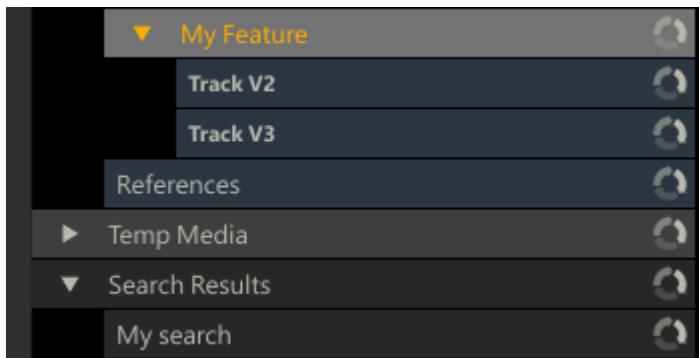 My Feature
Track V2
Track V3
References
Temp Media
Search Results
My search